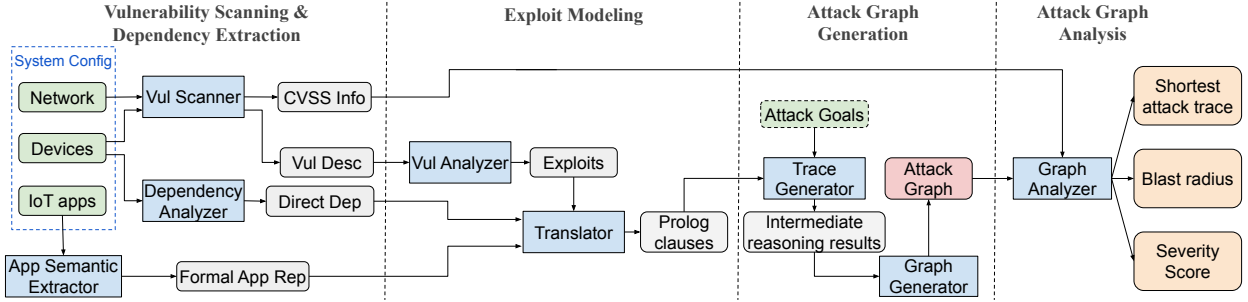 Vulnerability Scanning &
Dependency Extraction
Exploit Modeling
Attack Graph
Generation
Attack Graph
Analysis
System Config
Network
Devices
IoT apps
Vul Scanner
CVSS Info
Vul Desc
Dependency
Analyzer
Direct Dep
App Semantic
Extractor
Formal App Rep
Vul Analyzer
Exploits
Translator
Prolog
clauses
Attack Goals
Trace
Generator
Intermediate
reasoning results
Attack
Graph
Graph
Generator
Graph
Analyzer
Shortest
attack trace
Blast radius
Severity
Score